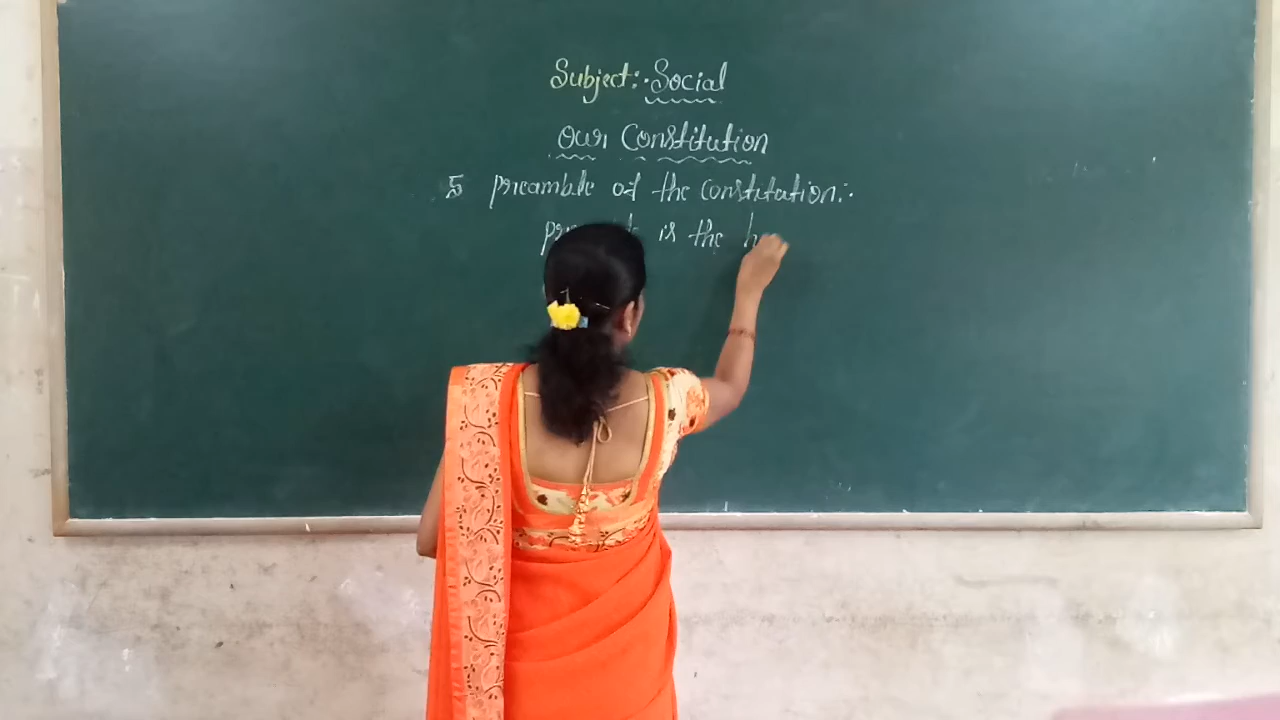 Subject:- Social
Our Constitution
5 preamble of the constitution:-
is the